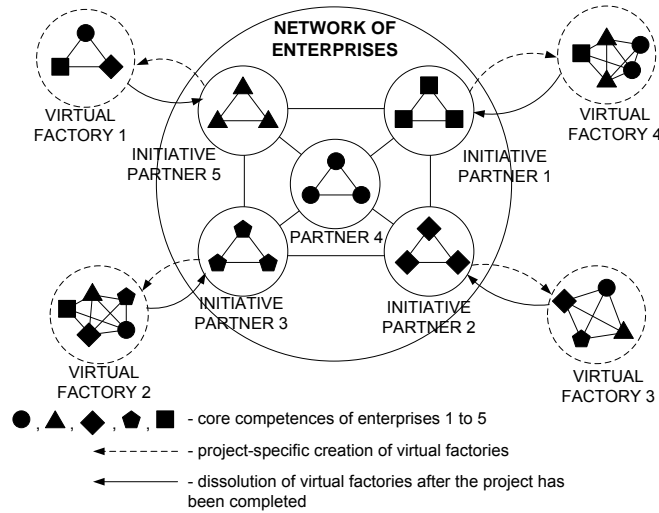 NETWORK OF
ENTERPRISES
VIRTUAL
FACTORY 1
VIRTUAL
FACTORY 4
INITIATIVE
PARTNER 5
INITIATIVE
PARTNER 1
PARTNER 4
INITIATIVE
PARTNER 3
INITIATIVE
PARTNER 2
VIRTUAL
FACTORY 2
VIRTUAL
FACTORY 3
, , , , - core competences of enterprises 1 to 5
- project-specific creation of virtual factories
- dissolution of virtual factories after the project has
been completed